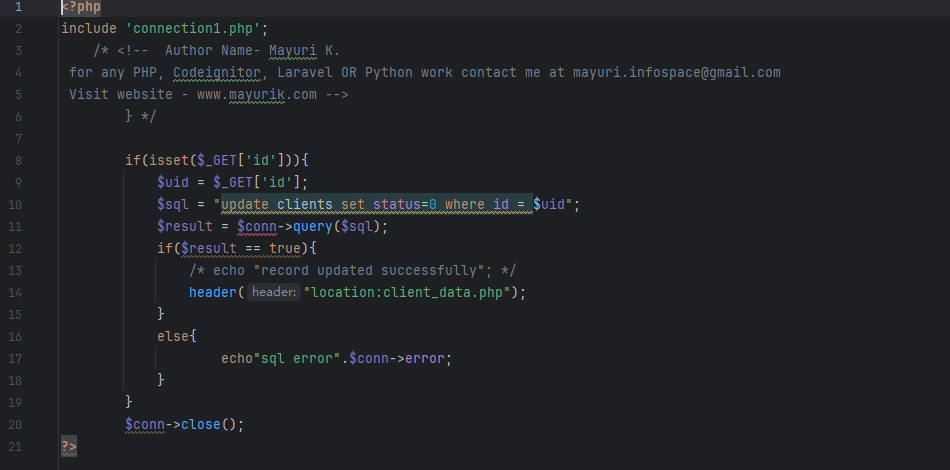 1 <?php
2 include 'connection1.php';
3 /* <!--  Author Name- Mayuri K.
4 for any PHP, Codeignitor, Laravel OR Python work contact me at mayuri.infospace@gmail.com
5 Visit website - www.mayurik.com -->
6 } */
7
8 if(isset($_GET['id'])){
9 $uid = $_GET['id'];
10 $sql = "update clients set status=0 where id = $uid";
11 $result = $conn->query($sql);
12 if($result == true){
13 /* echo "record updated successfully"; */
14 header( header: "location:client_data.php");
15 }
16 else{
17 echo"sql error".$conn->error;
18 }
19 }
20 $conn->close();
21 ?>